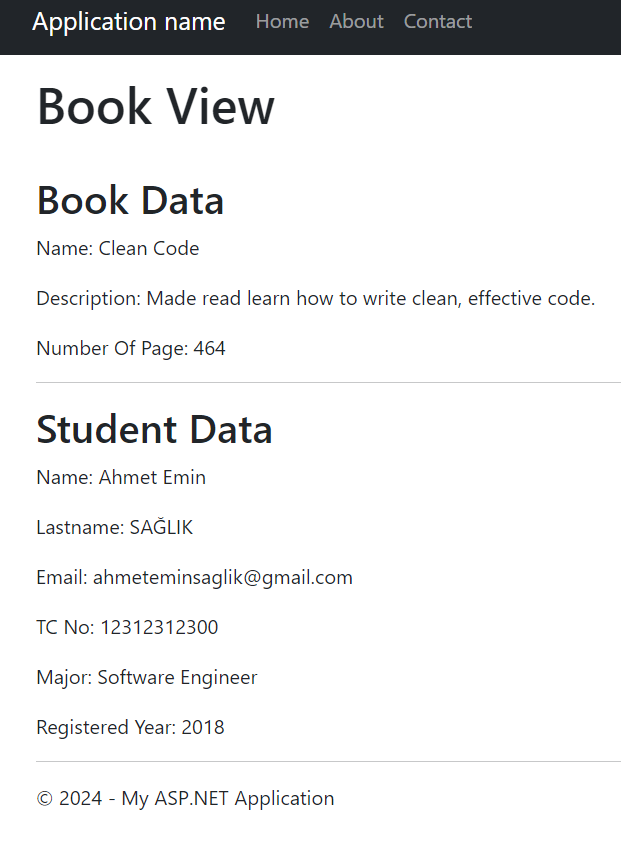 Application name Home About Contact
Book View
Book Data
Name: Clean Code
Description: Made read learn how to write clean, effective code.
Number Of Page: 464
Student Data
Name: Ahmet Emin
Lastname: SAĞLIK
Email: ahmeteminsaglik@gmail.com
TC No: 12312312300
Major: Software Engineer
Registered Year: 2018
© 2024 - My ASP.NET Application